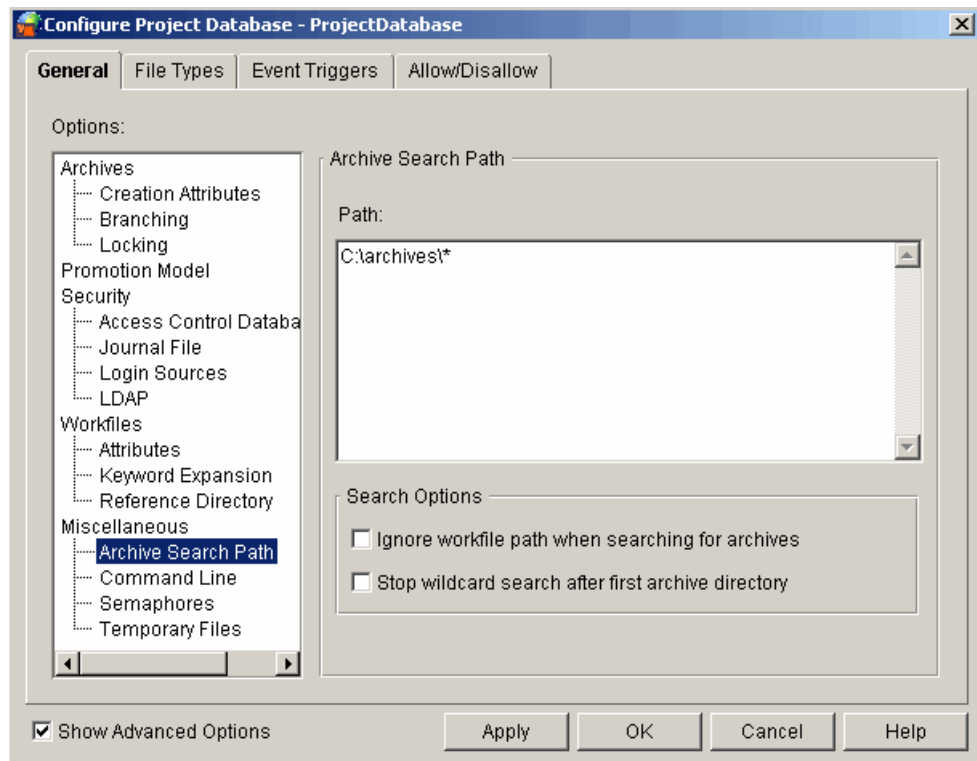 Configure Project Database - ProjectDatabase
General File Types Event Triggers Allow/Disallow
Options:
Archives
Creation Attributes
Branching
Locking
Promotion Model
Security
Access Control Databa
Journal File
Login Sources
LDAP
Workfiles
Attributes
Keyword Expansion
Reference Directory
Miscellaneous
Archive Search Path
Command Line
Semaphores
Temporary Files
Archive Search Path
Path:
C:\archives\*
Search Options
Ignore workfile path when searching for archives
Stop wildcard search after first archive directory
Show Advanced Options
Apply OK Cancel Help